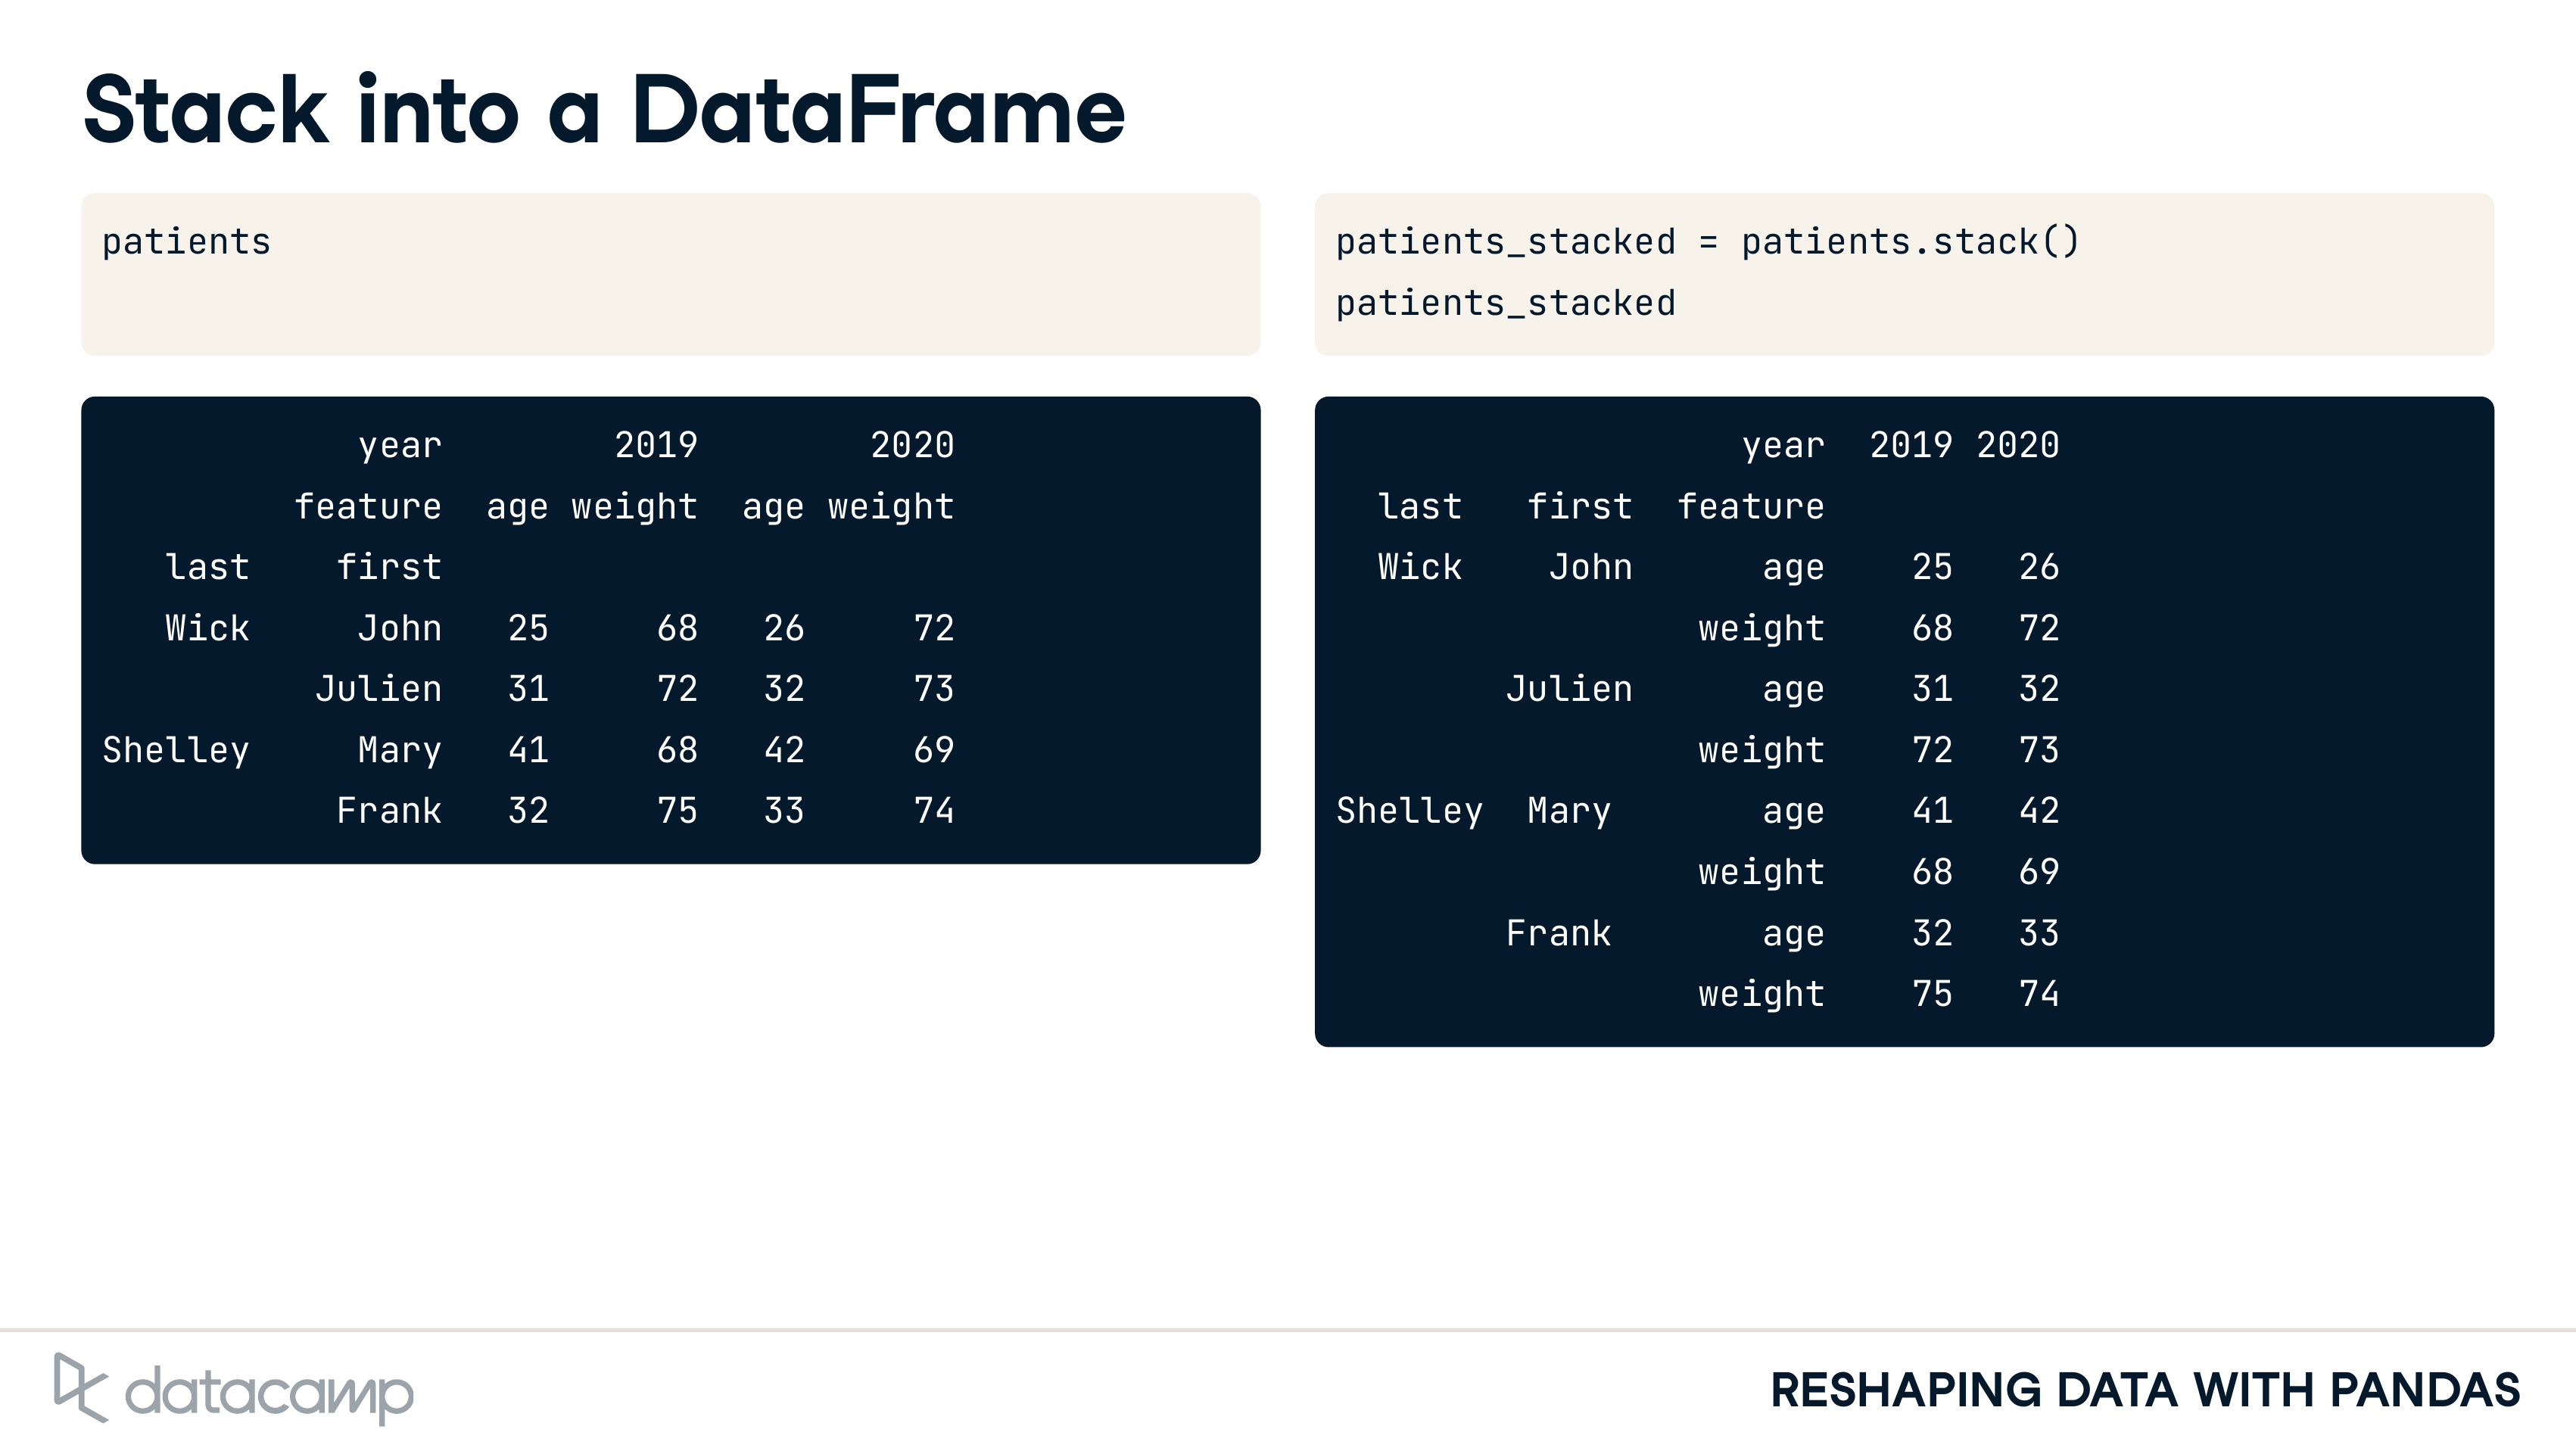 Stack into a DataFrame
patients
year 2019 2020
feature age weight age weight
last first
Wick John 25 68 26 72
Julien 31 72 32 73
Shelley Mary 41 68 42 69
Frank 32 75 33 74
patients_stacked = patients.stack()
patients_stacked
year 2019 2020
last first feature
Wick John age 25 26
weight 68 72
Julien age 31 32
weight 72 73
Shelley Mary age 41 42
weight 68 69
Frank age 32 33
weight 75 74
datacamp
RESHAPING DATA WITH PANDAS